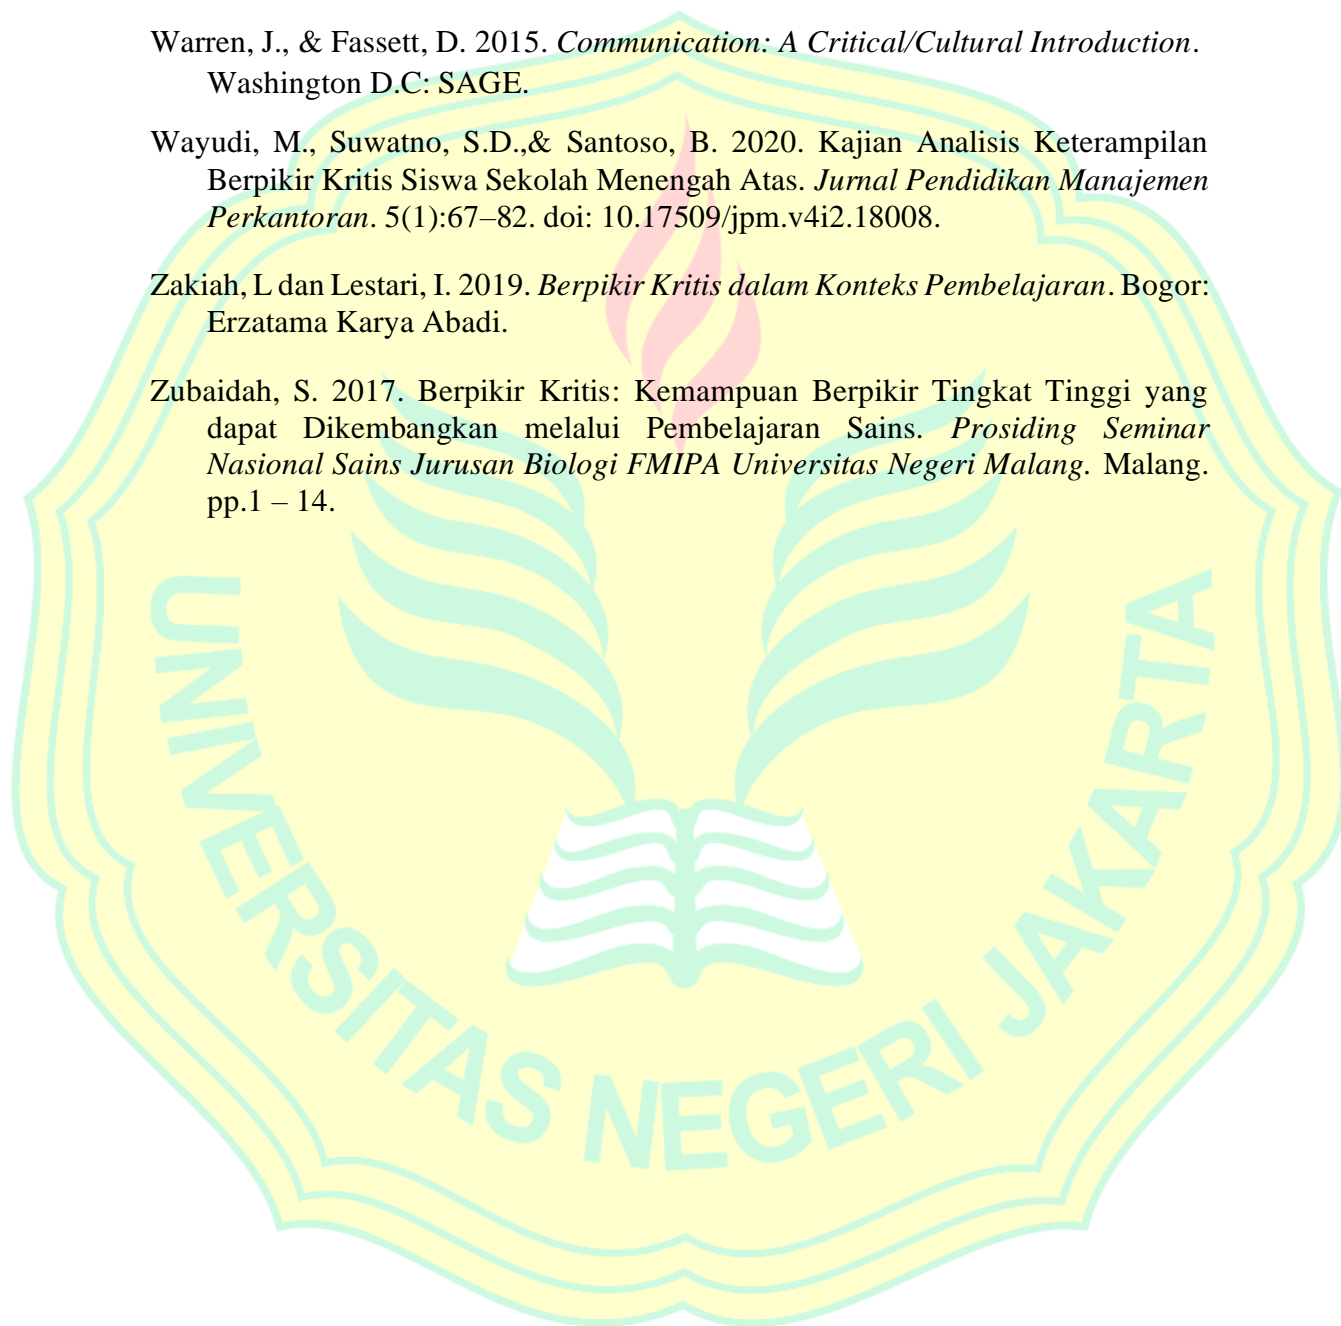 Warren, J., & Fassett, D. 2015. Communication: A Critical/Cultural Introduction.
Washington D.C: SAGE.
Wayudi, M., Suwatno, S.D.,& Santoso, B. 2020. Kajian Analisis Keterampilan
Berpikir Kritis Siswa Sekolah Menengah Atas. Jurnal Pendidikan Manajemen
Perkantoran. 5(1):67–82. doi: 10.17509/jpm.v4i2.18008.
Zakiah, L dan Lestari, I. 2019. Berpikir Kritis dalam Konteks Pembelajaran. Bogor:
Erzatama Karya Abadi.
Zubaidah, S. 2017. Berpikir Kritis: Kemampuan Berpikir Tingkat Tinggi yang
dapat Dikembangkan melalui Pembelajaran Sains. Prosiding Seminar
Nasional Sains Jurusan Biologi FMIPA Universitas Negeri Malang. Malang.
pp.1 – 14.
UNIVERSITAS NEGERI JAKARTA